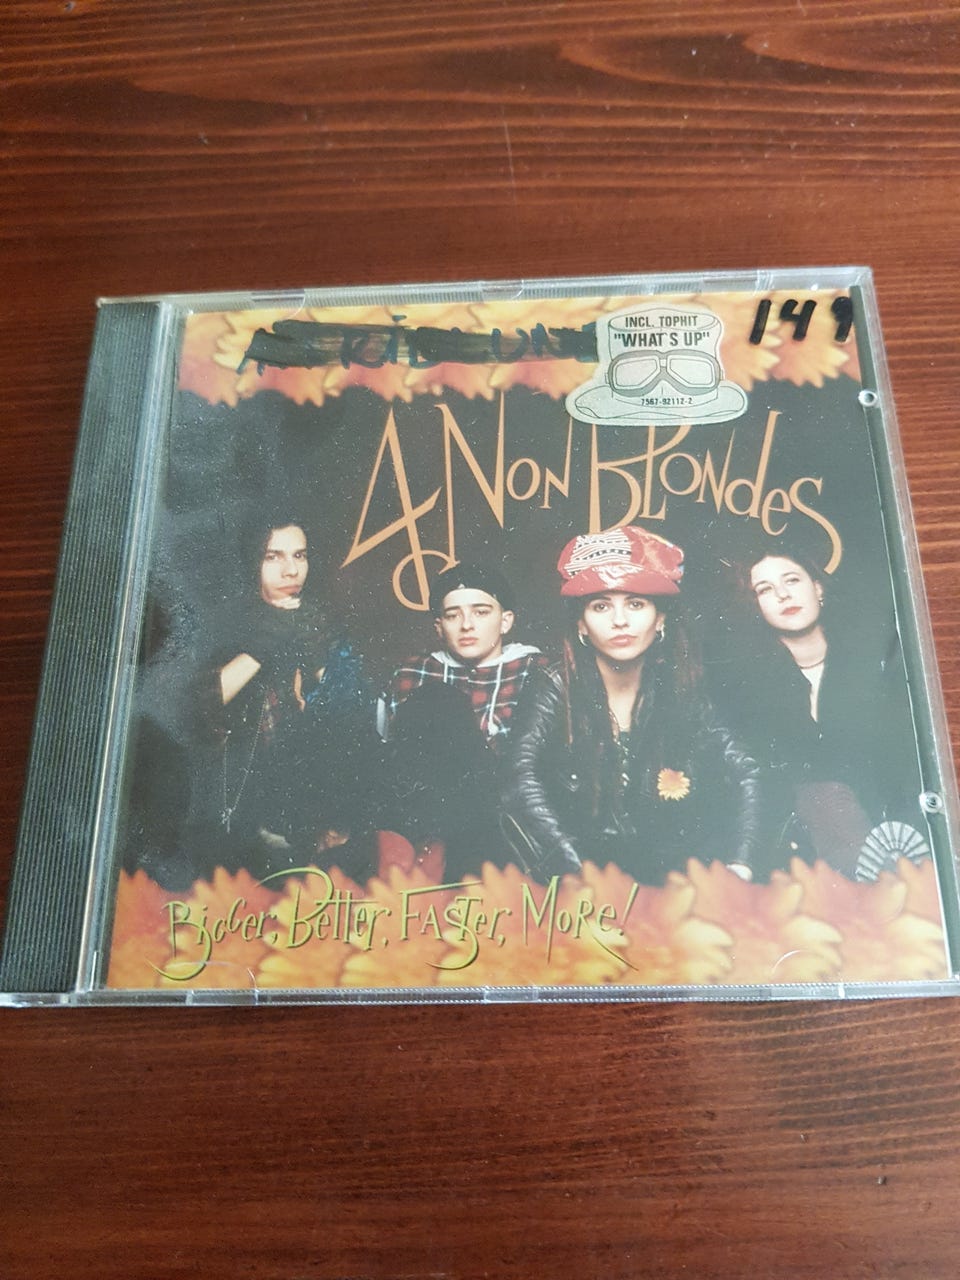 INCL. TOPHIT
"WHAT'S UP"
7567-92112-2
149
4 Non Blondes
Bigger, Better, Faster, More!